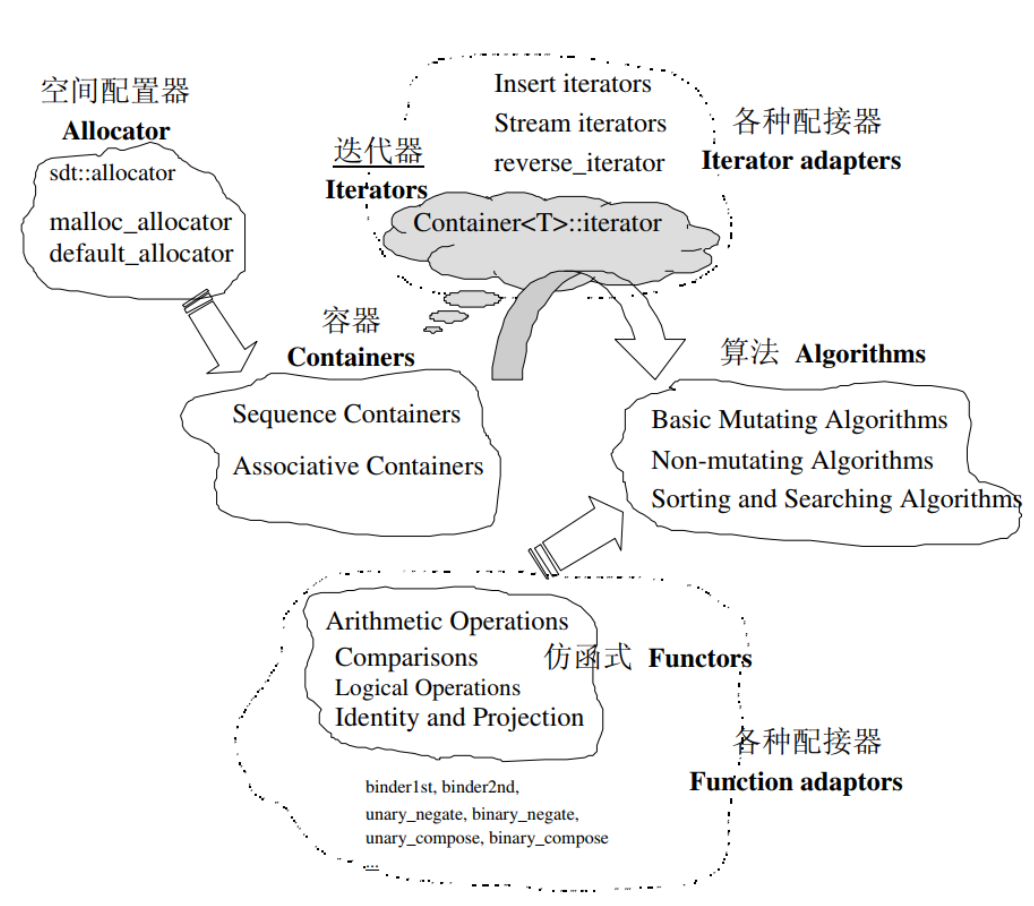 空间配置器
Allocator
sdt::allocator
malloc_allocator
default_allocator
Insert iterators
Stream iterators
reverse_iterator
各种配接器
Iterator adapters
迭代器
Iterators
Container<T>::iterator
容器
Containers
Sequence Containers
Associative Containers
算法 Algorithms
Basic Mutating Algorithms
Non-mutating Algorithms
Sorting and Searching Algorithms
Arithmetic Operations
Comparisons
Logical Operations
Identity and Projection
仿函式 Functors
各种配接器
Function adaptors
binder1st, binder2nd,
unary_negate, binary_negate,
unary_compose, binary_compose
...